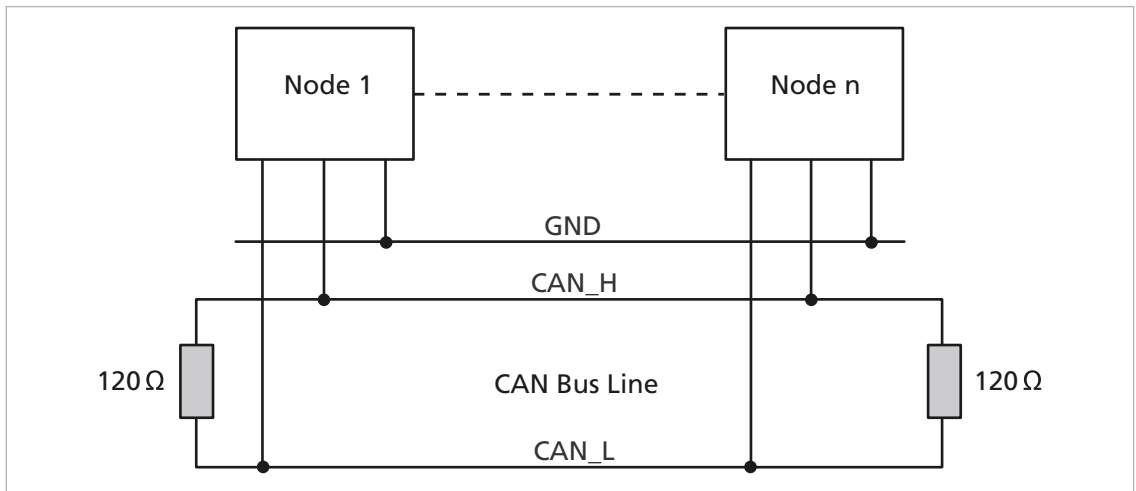 Node 1
Node n
GND
CAN_H
120 Ω
CAN Bus Line
120 Ω
CAN_L